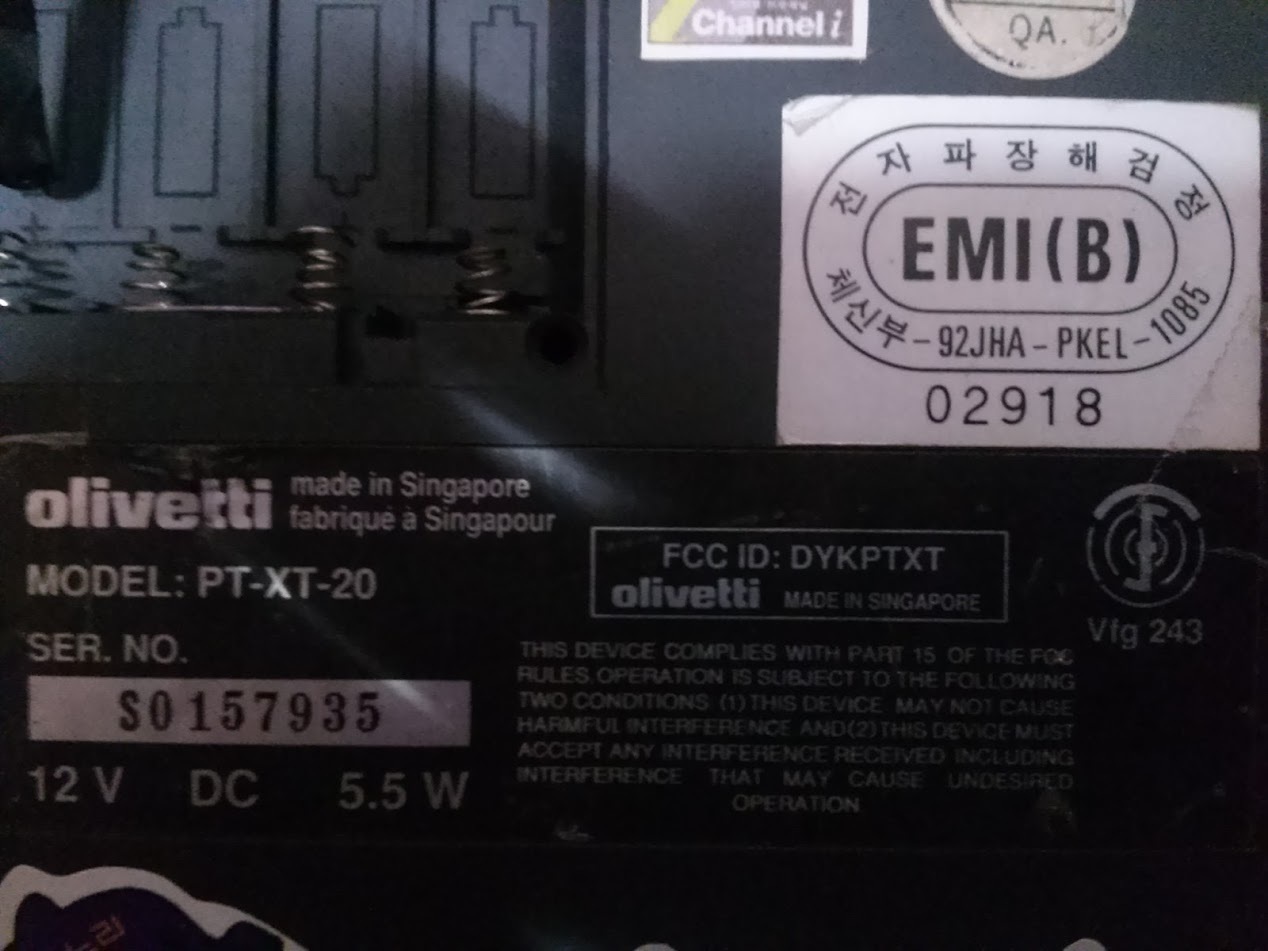 Channel i
QA.
전자파장해검정
EMI(B)
체신부-92JHA-PKEL-1085
02918
+ - + -
olivetti
made in Singapore
fabriqué à Singapour
MODEL: PT-XT-20
SER. NO.
S0157935
12 V DC 5.5 W
FCC ID: DYKPTXT
olivetti MADE IN SINGAPORE
Vfg 243
THIS DEVICE COMPLIES WITH PART 15 OF THE FCC
RULES. OPERATION IS SUBJECT TO THE FOLLOWING
TWO CONDITIONS (1) THIS DEVICE MAY NOT CAUSE
HARMFUL INTERFERENCE AND(2) THIS DEVICE MUST
ACCEPT ANY INTERFERENCE RECEIVED INCLUDING
INTERFERENCE THAT MAY CAUSE UNDESIRED
OPERATION